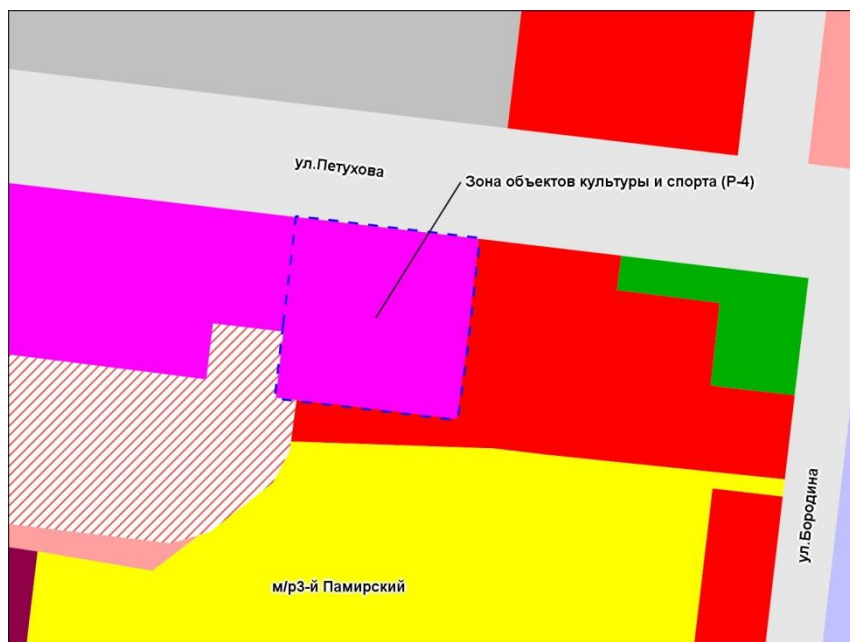 ул.Петухова
Зона объектов культуры и спорта (Р-4)
ул.Бородина
м/р3-й Памирский